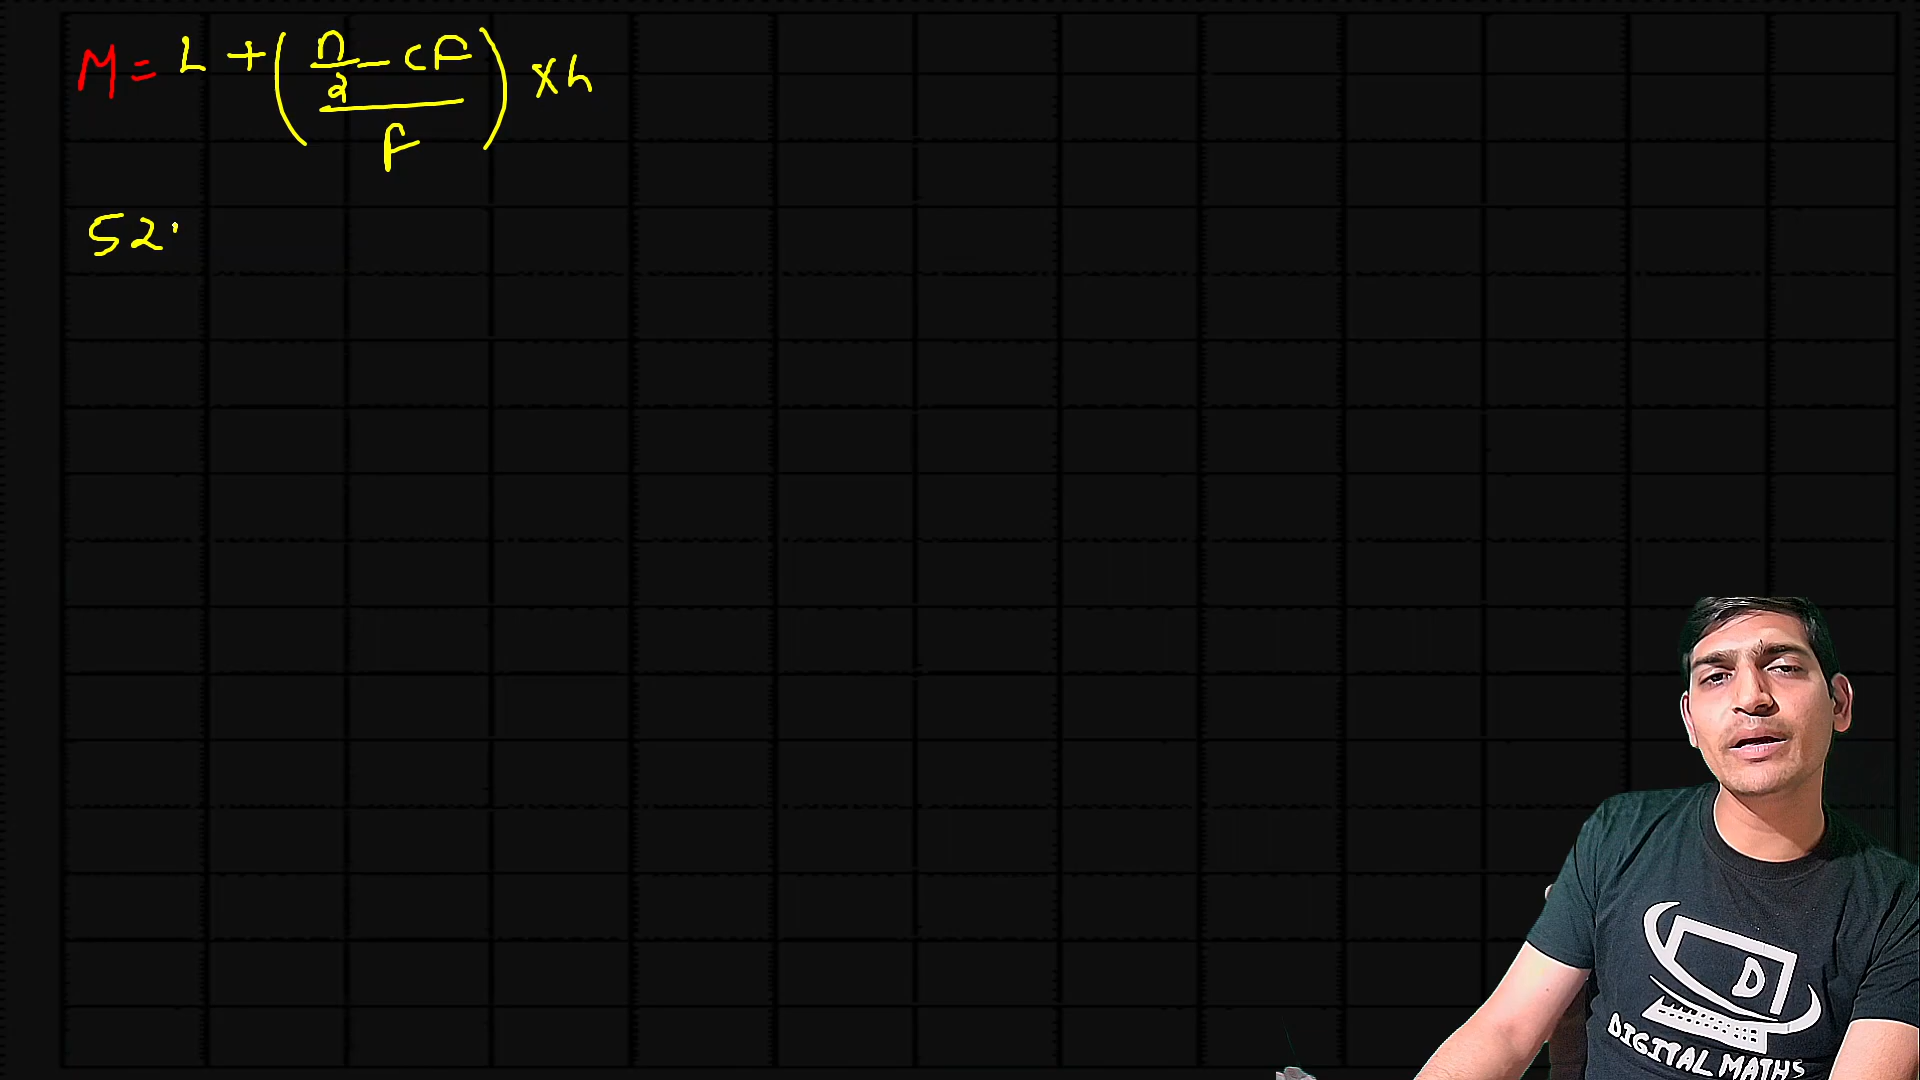 M = L + ( (n/2 - cF) / F ) × h
52.
D
DIGITAL MATHS